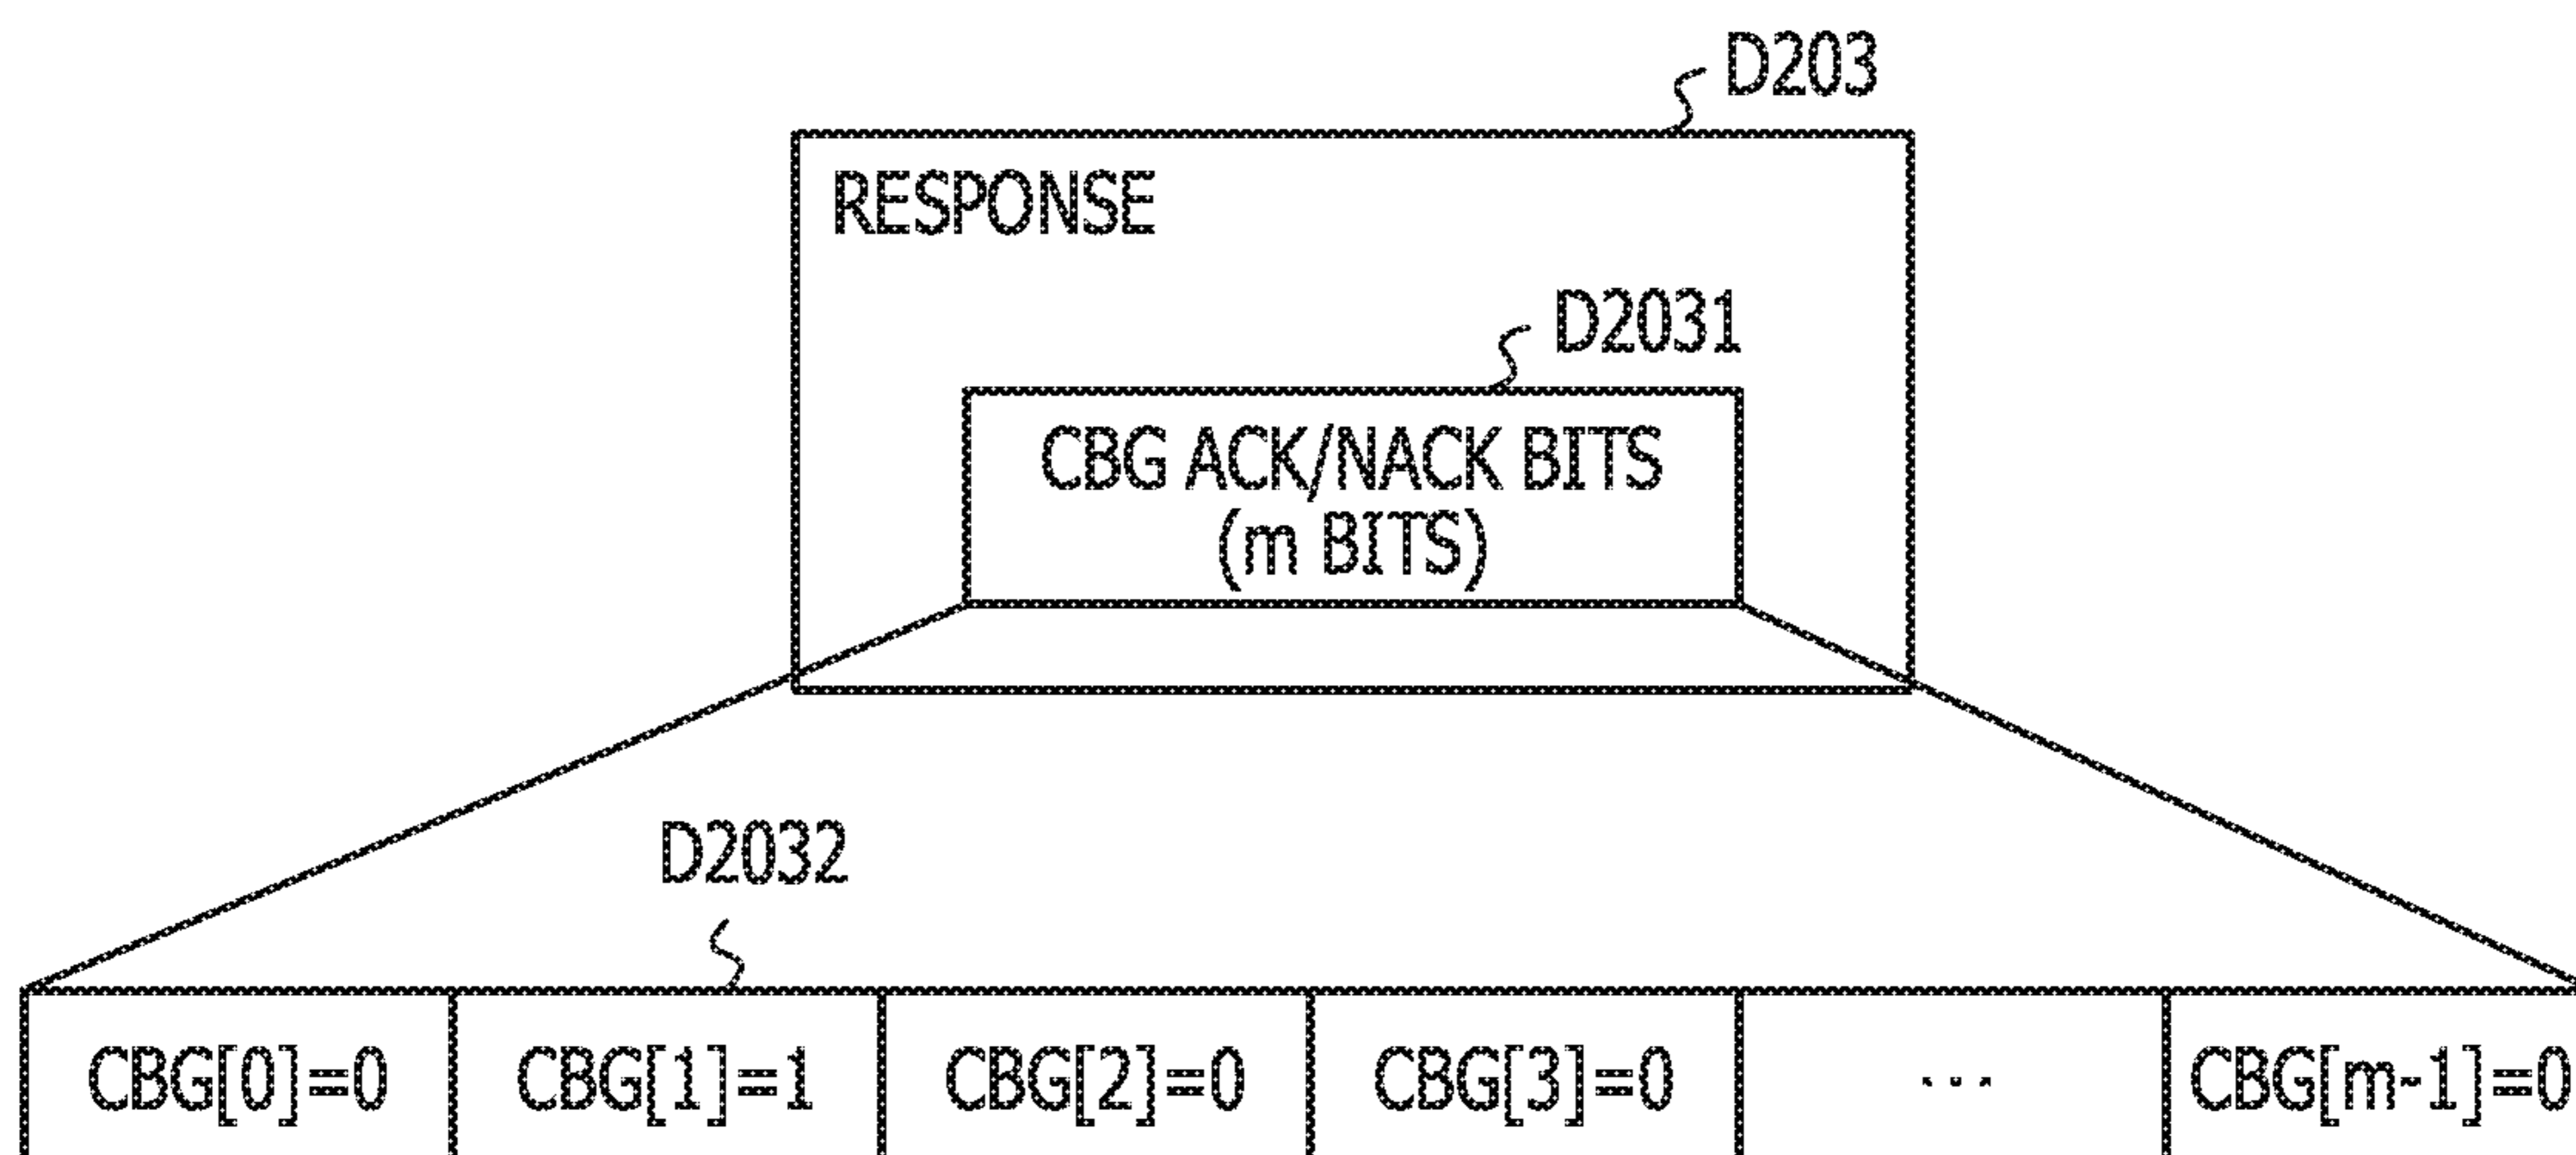 D203
RESPONSE
D2031
CBG ACK/NACK BITS
(m BITS)
D2032
CBG[0]=0 CBG[1]=1 CBG[2]=0 CBG[3]=0 ... CBG[m-1]=0